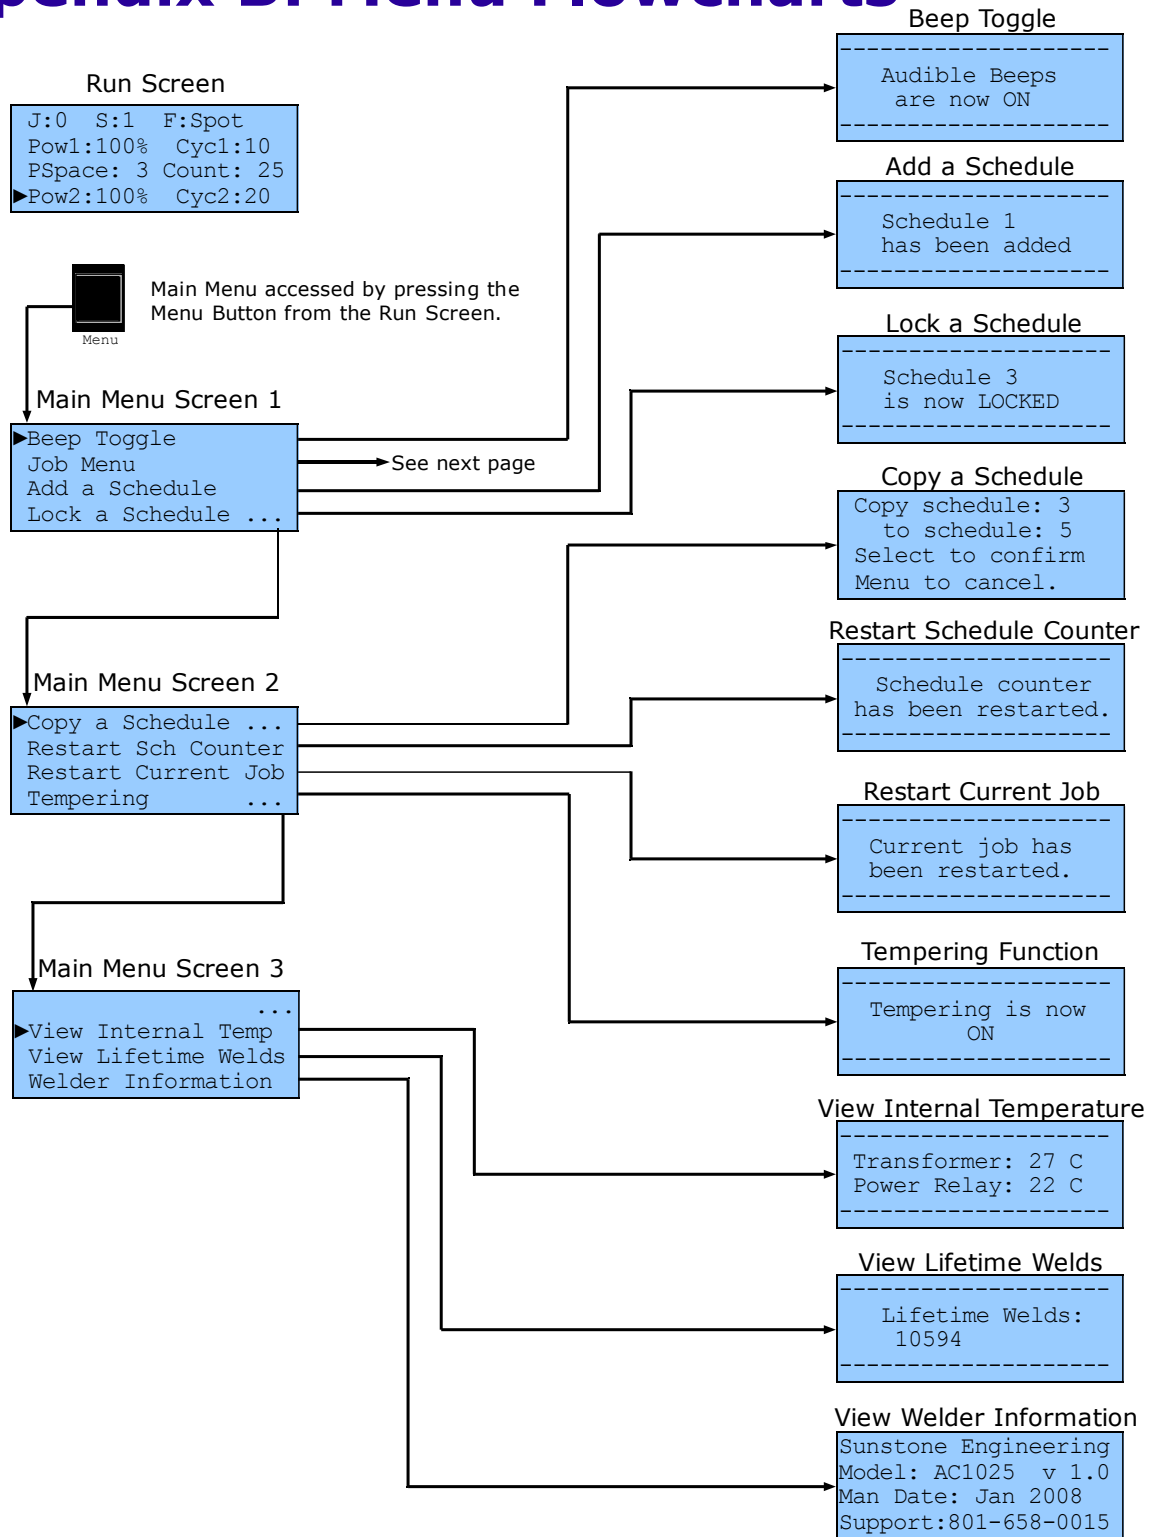 Appendix B: Menu Flowcharts
Run Screen
J:0 S:1 F:Spot
Pow1:100% Cyc1:10
PSpace: 3 Count: 25
►Pow2:100% Cyc2:20
Menu
Main Menu accessed by pressing the
Menu Button from the Run Screen.
Main Menu Screen 1
►Beep Toggle
Job Menu
Add a Schedule
Lock a Schedule ...
See next page
Main Menu Screen 2
►Copy a Schedule ...
Restart Sch Counter
Restart Current Job
Tempering ...
Main Menu Screen 3
...
►View Internal Temp
View Lifetime Welds
Welder Information
Beep Toggle
--------------------
Audible Beeps
are now ON
--------------------
Add a Schedule
--------------------
Schedule 1
has been added
--------------------
Lock a Schedule
--------------------
Schedule 3
is now LOCKED
--------------------
Copy a Schedule
Copy schedule: 3
to schedule: 5
Select to confirm
Menu to cancel.
Restart Schedule Counter
--------------------
Schedule counter
has been restarted.
--------------------
Restart Current Job
--------------------
Current job has
been restarted.
--------------------
Tempering Function
--------------------
Tempering is now
ON
--------------------
View Internal Temperature
--------------------
Transformer: 27 C
Power Relay: 22 C
--------------------
View Lifetime Welds
--------------------
Lifetime Welds:
10594
--------------------
View Welder Information
Sunstone Engineering
Model: AC1025 v 1.0
Man Date: Jan 2008
Support:801-658-0015